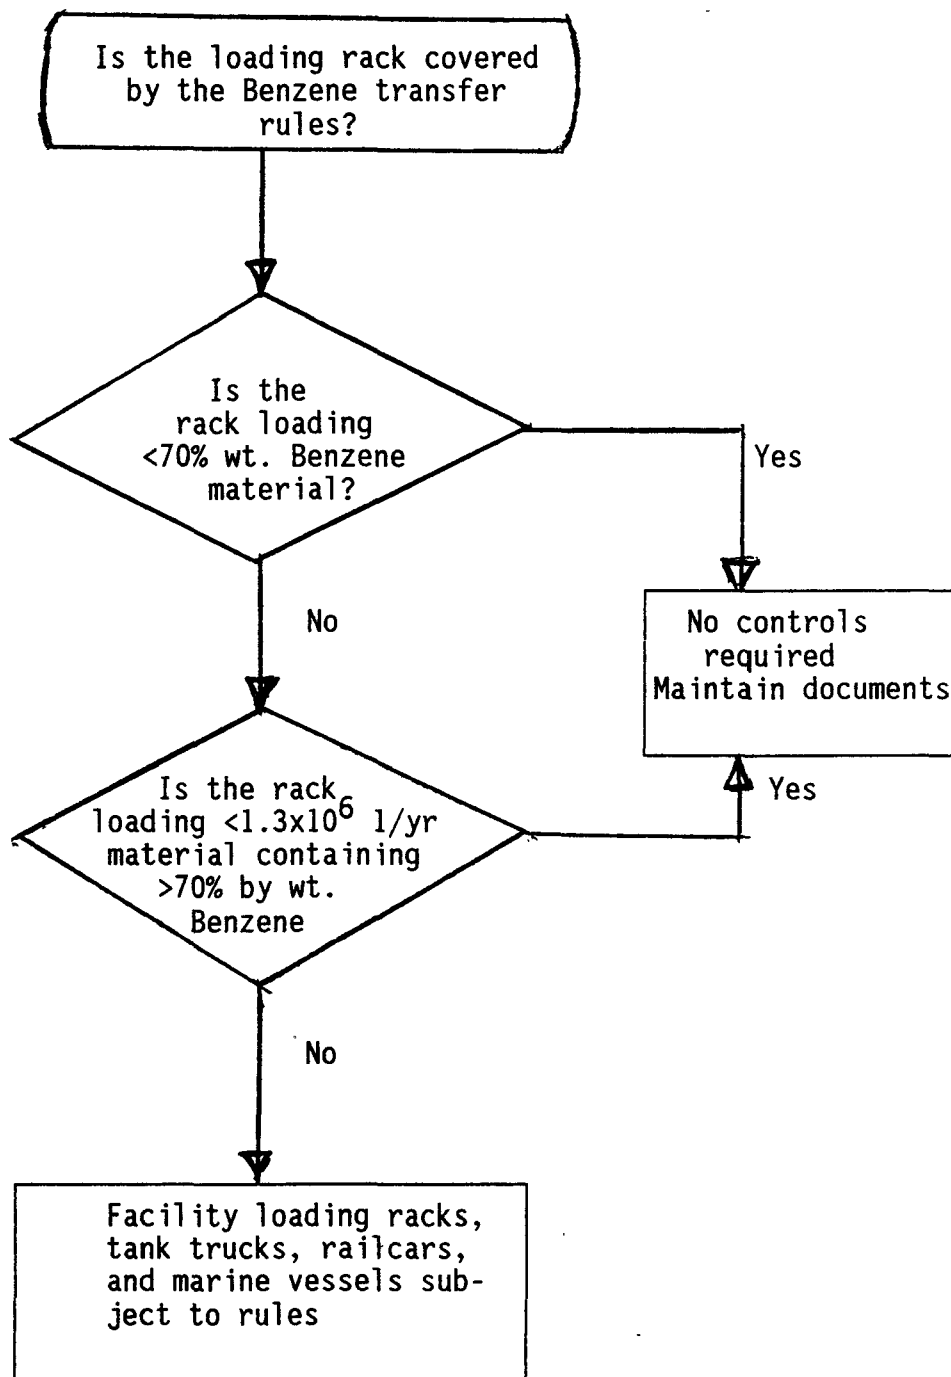 Is the loading rack covered
by the Benzene transfer
rules?
Is the
rack loading
<70% wt. Benzene
material?
Yes
No
No controls
required
Maintain documents
Is the rack
loading <1.3x10⁶ l/yr
material containing
>70% by wt.
Benzene
Yes
No
Facility loading racks,
tank trucks, railcars,
and marine vessels sub-
ject to rules